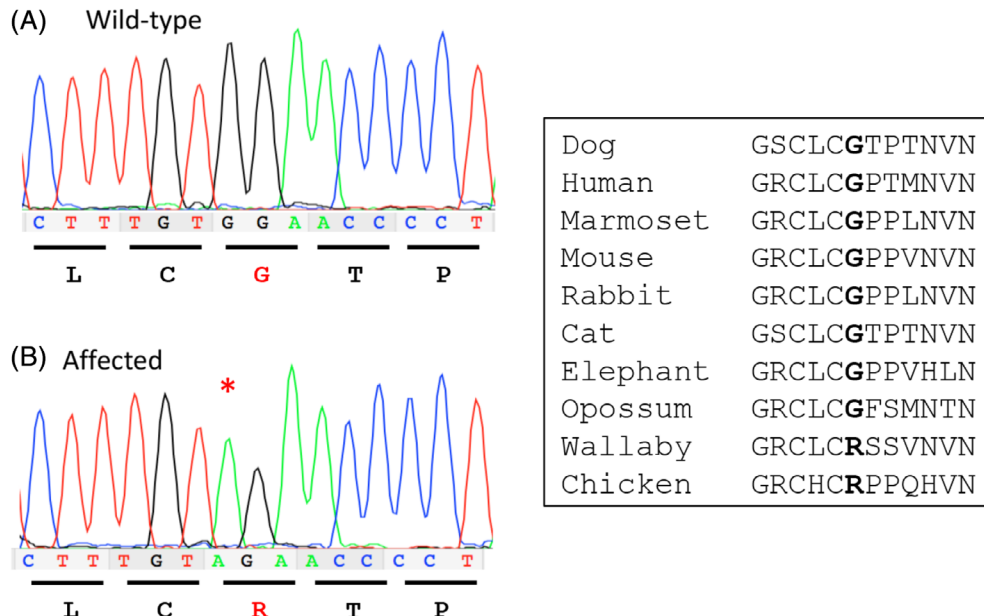 (A) Wild-type
C T T T G T G G A A C C C C T
L C G T P
(B) Affected
*
C T T T G T A G A A C C C C T
L C R T P
Dog GSCLCGTPTNVN
Human GRCLCGPTMNVN
Marmoset GRCLCGPPLNVN
Mouse GRCLCGPPVNVN
Rabbit GRCLCGPPLNVN
Cat GSCLCGTPTNVN
Elephant GRCLCGPPVHLN
Opossum GRCLCGFSMNTN
Wallaby GRCLCRSSVNVN
Chicken GRCHCRPPQHVN